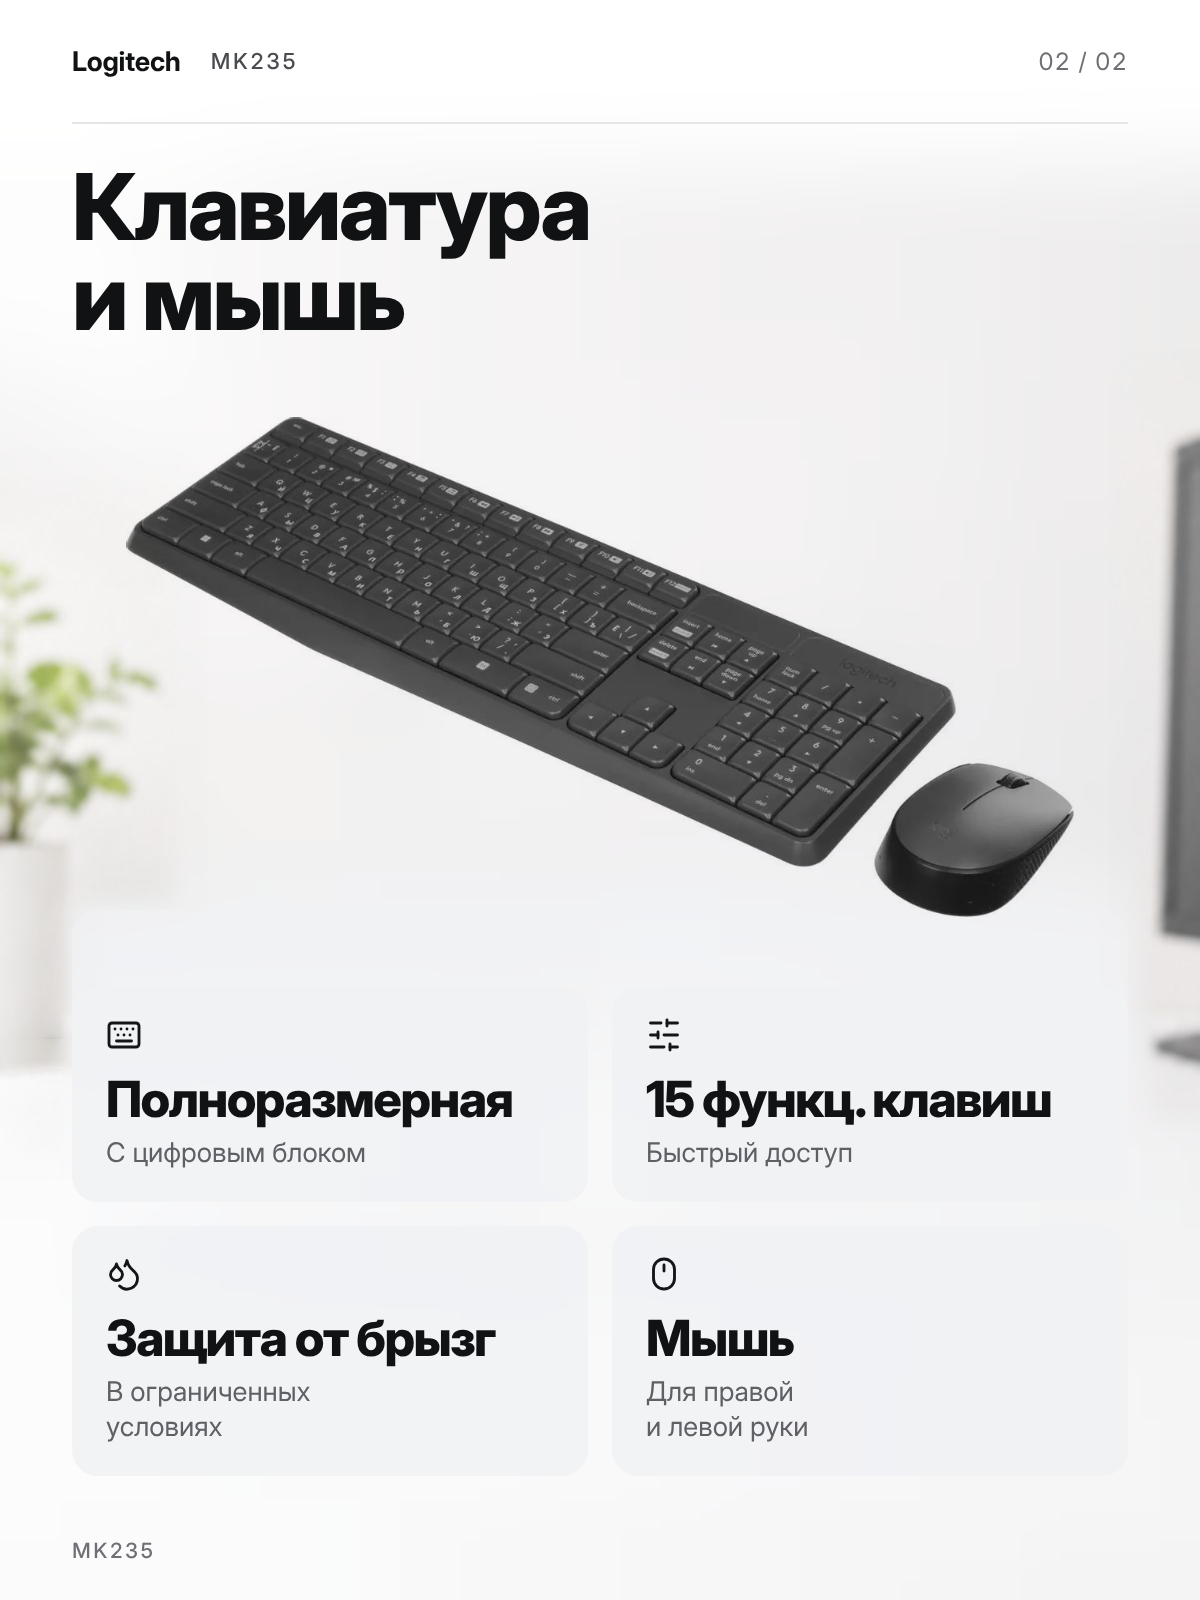 Logitech MK235 02 / 02
Клавиатура
и мышь
logitech
Полноразмерная
С цифровым блоком
15 функц. клавиш
Быстрый доступ
Защита от брызг
В ограниченных
условиях
Мышь
Для правой
и левой руки
MK235